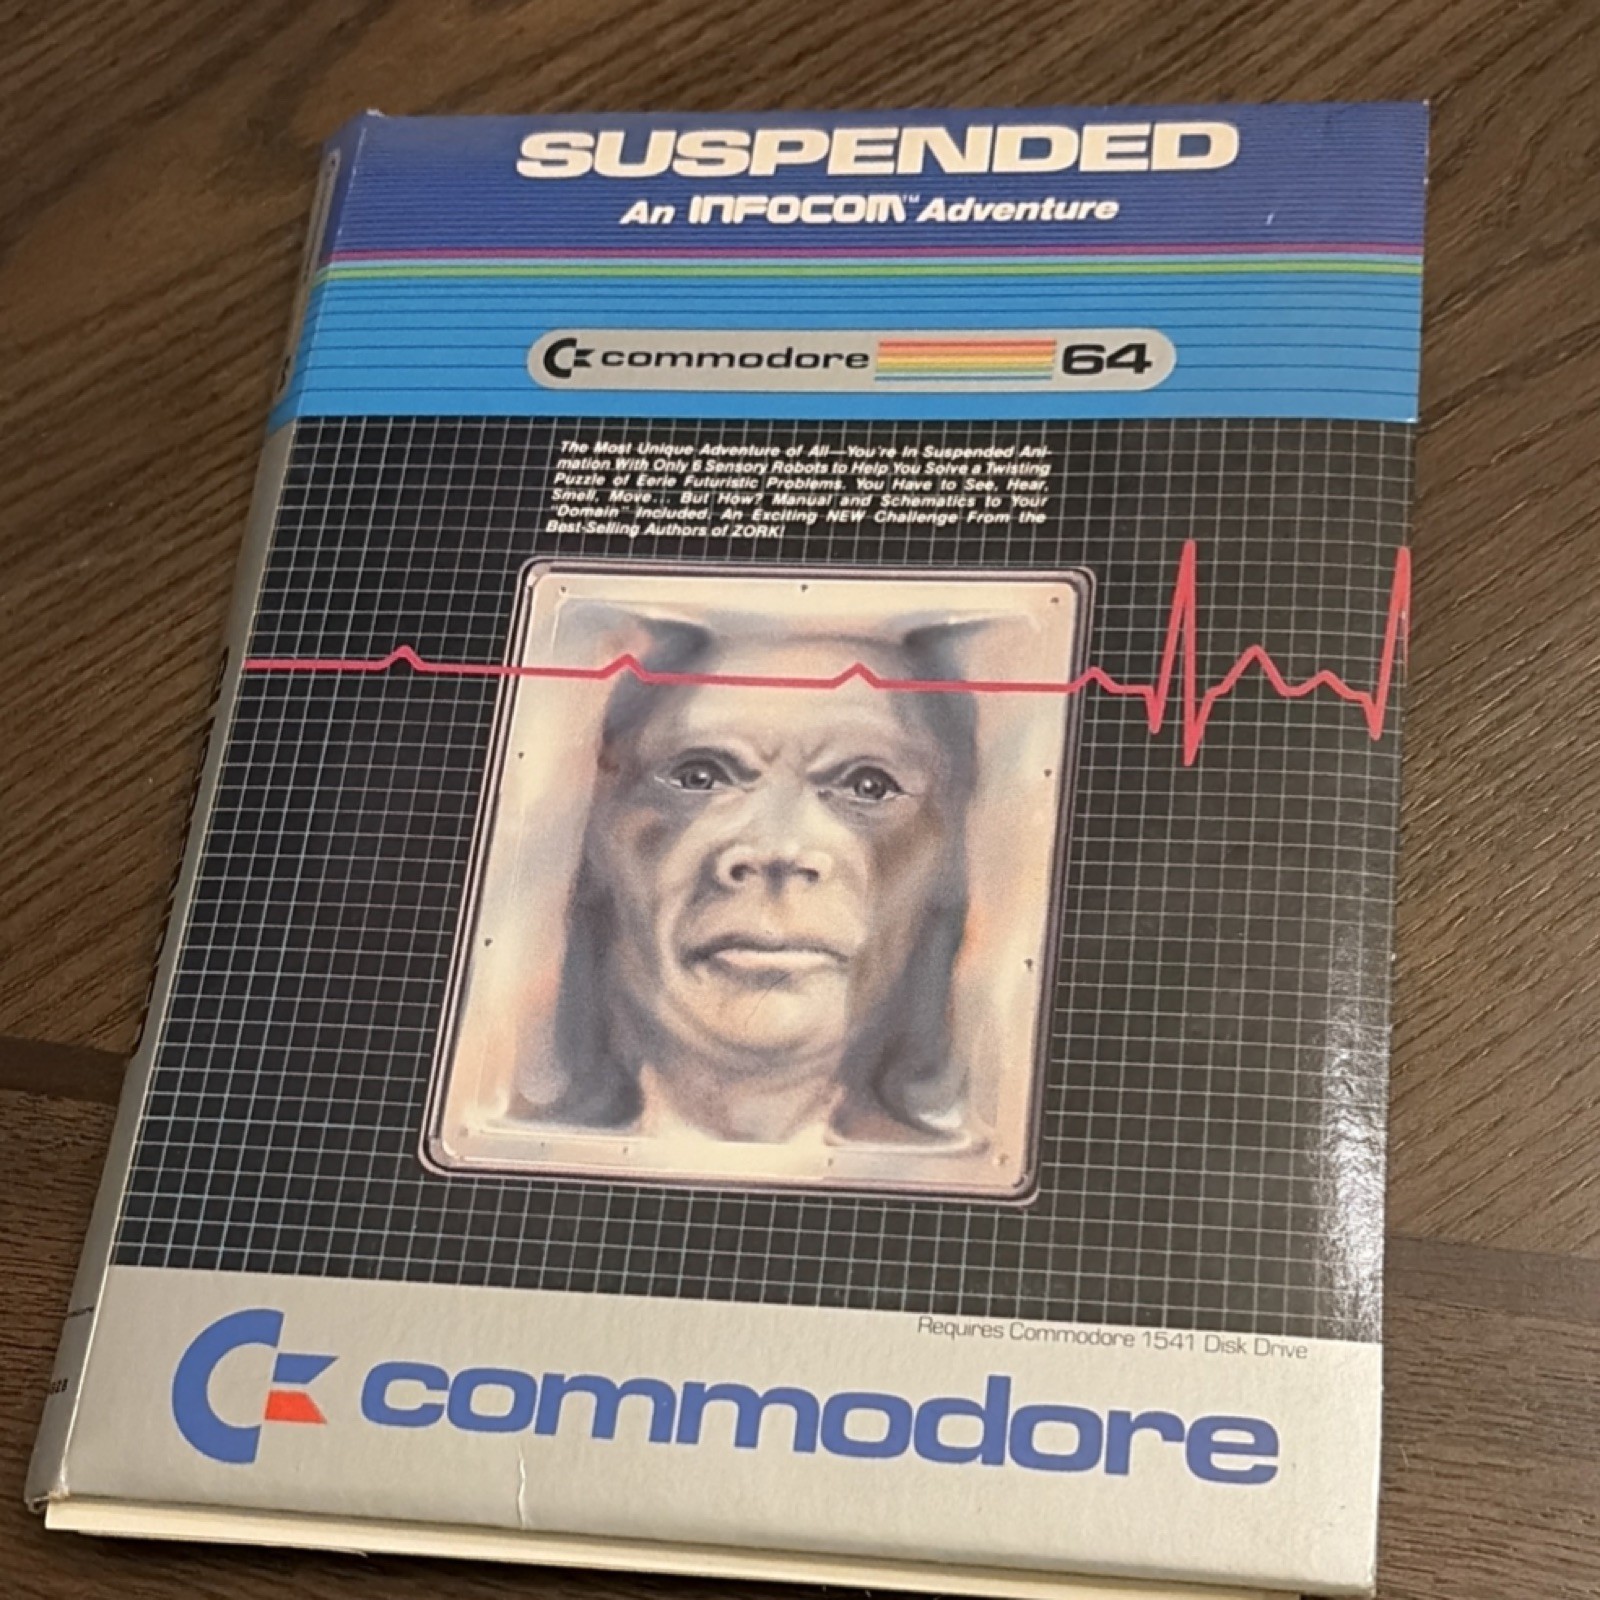 SUSPENDED
An INFOCOM™ Adventure
commodore 64
The Most Unique Adventure of All—You're In Suspended Ani-
mation With Only 6 Sensory Robots to Help You Solve a Twisting
Puzzle of Eerie Futuristic Problems. You Have to See, Hear,
Smell, Move... But How? Manual and Schematics to Your
"Domain" Included. An Exciting NEW Challenge From the
Best-Selling Authors of ZORK!
Requires Commodore 1541 Disk Drive
commodore